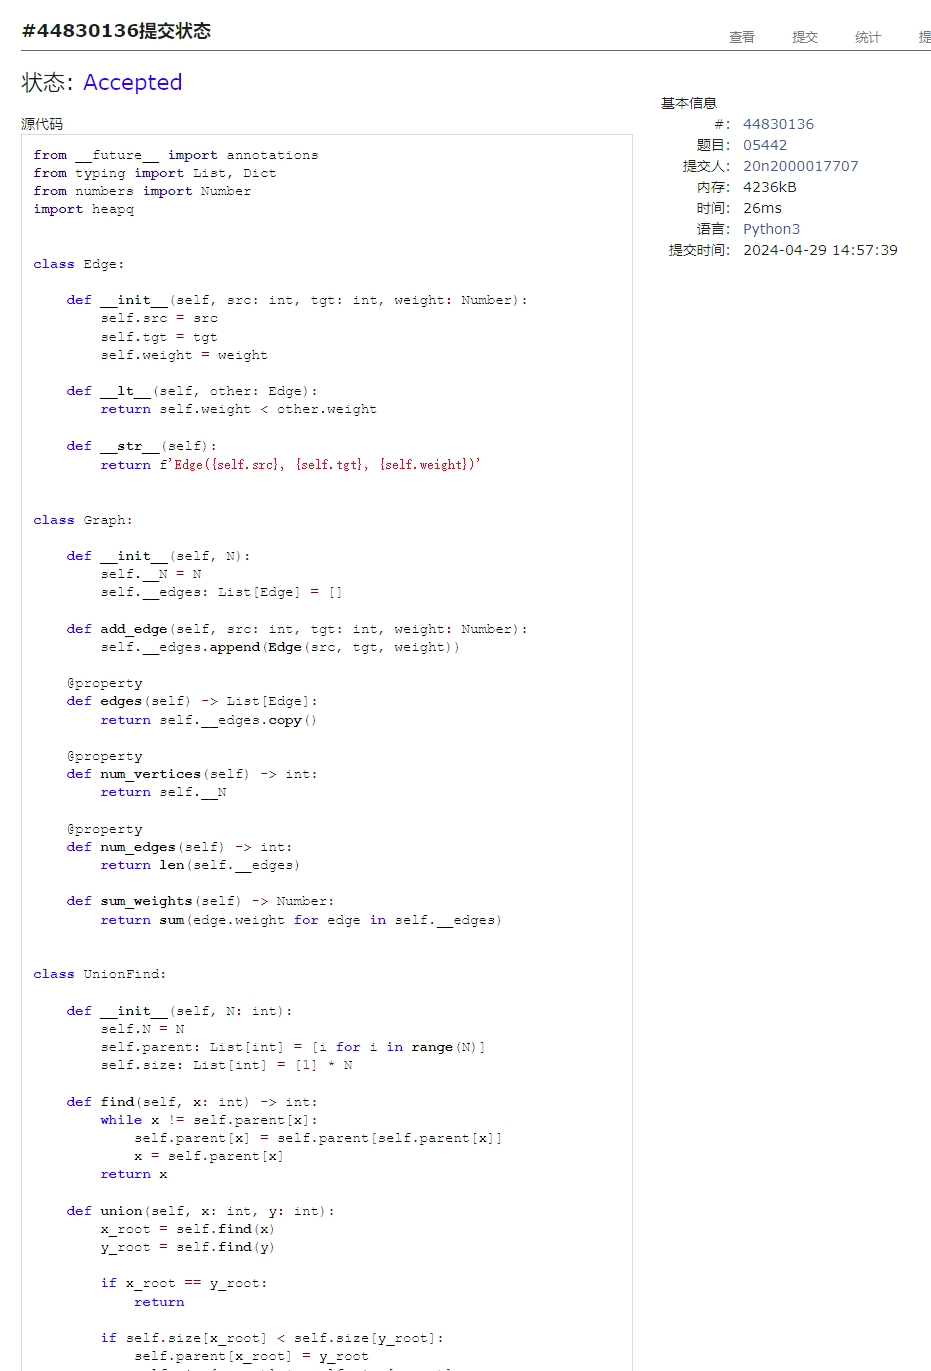 #44830136提交状态
查看 提交 统计 提
状态: Accepted
源代码
from __future__ import annotations
from typing import List, Dict
from numbers import Number
import heapq
class Edge:
    def __init__(self, src: int, tgt: int, weight: Number):
        self.src = src
        self.tgt = tgt
        self.weight = weight
    def __lt__(self, other: Edge):
        return self.weight < other.weight
    def __str__(self):
        return f'Edge({self.src}, {self.tgt}, {self.weight})'
class Graph:
    def __init__(self, N):
        self.__N = N
        self.__edges: List[Edge] = []
    def add_edge(self, src: int, tgt: int, weight: Number):
        self.__edges.append(Edge(src, tgt, weight))
    @property
    def edges(self) -> List[Edge]:
        return self.__edges.copy()
    @property
    def num_vertices(self) -> int:
        return self.__N
    @property
    def num_edges(self) -> int:
        return len(self.__edges)
    def sum_weights(self) -> Number:
        return sum(edge.weight for edge in self.__edges)
class UnionFind:
    def __init__(self, N: int):
        self.N = N
        self.parent: List[int] = [i for i in range(N)]
        self.size: List[int] = [1] * N
    def find(self, x: int) -> int:
        while x != self.parent[x]:
            self.parent[x] = self.parent[self.parent[x]]
            x = self.parent[x]
        return x
    def union(self, x: int, y: int):
        x_root = self.find(x)
        y_root = self.find(y)
        if x_root == y_root:
            return
        if self.size[x_root] < self.size[y_root]:
            self.parent[x_root] = y_root
基本信息
#: 44830136
题目: 05442
提交人: 20n2000017707
内存: 4236kB
时间: 26ms
语言: Python3
提交时间: 2024-04-29 14:57:39